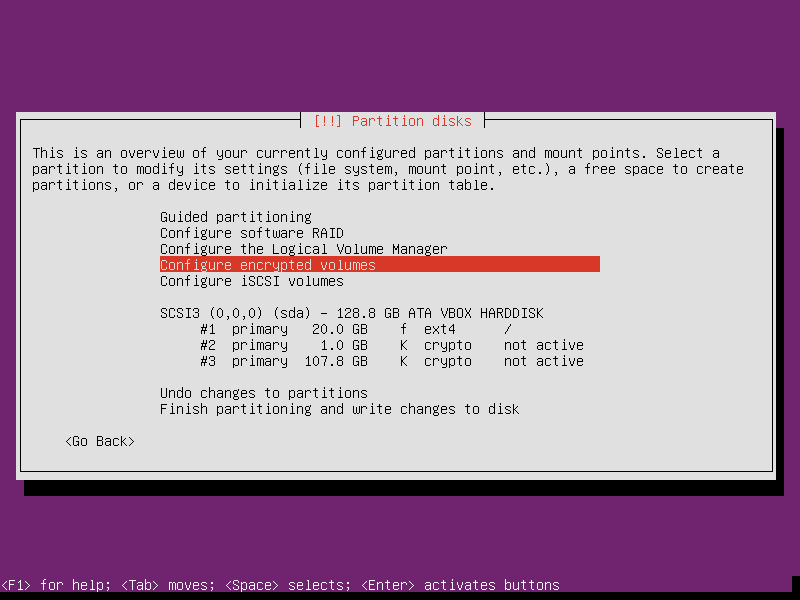 [!!] Partition disks
This is an overview of your currently configured partitions and mount points. Select a
partition to modify its settings (file system, mount point, etc.), a free space to create
partitions, or a device to initialize its partition table.
Guided partitioning
Configure software RAID
Configure the Logical Volume Manager
Configure encrypted volumes
Configure iSCSI volumes
SCSI3 (0,0,0) (sda) - 128.8 GB ATA VBOX HARDDISK
#1 primary 20.0 GB f ext4 /
#2 primary 1.0 GB K crypto not active
#3 primary 107.8 GB K crypto not active
Undo changes to partitions
Finish partitioning and write changes to disk
<Go Back>
<F1> for help; <Tab> moves; <Space> selects; <Enter> activates buttons